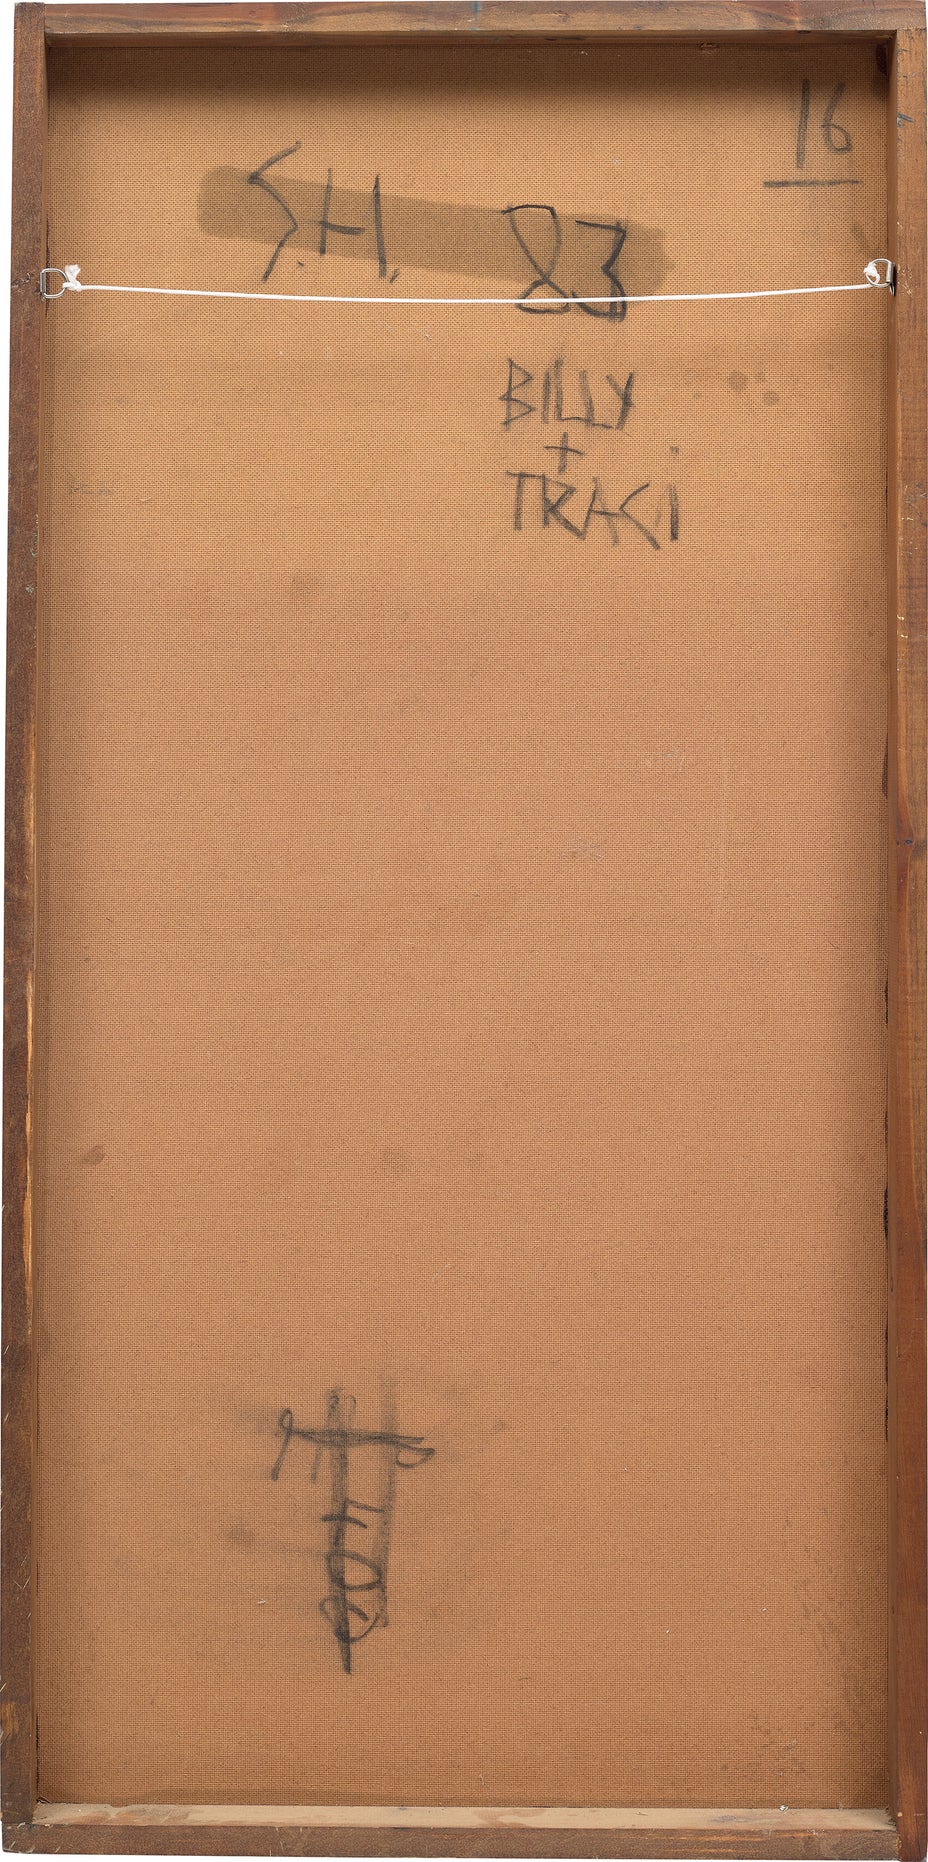 16
S.H. 83
BILLY
+
TRACI